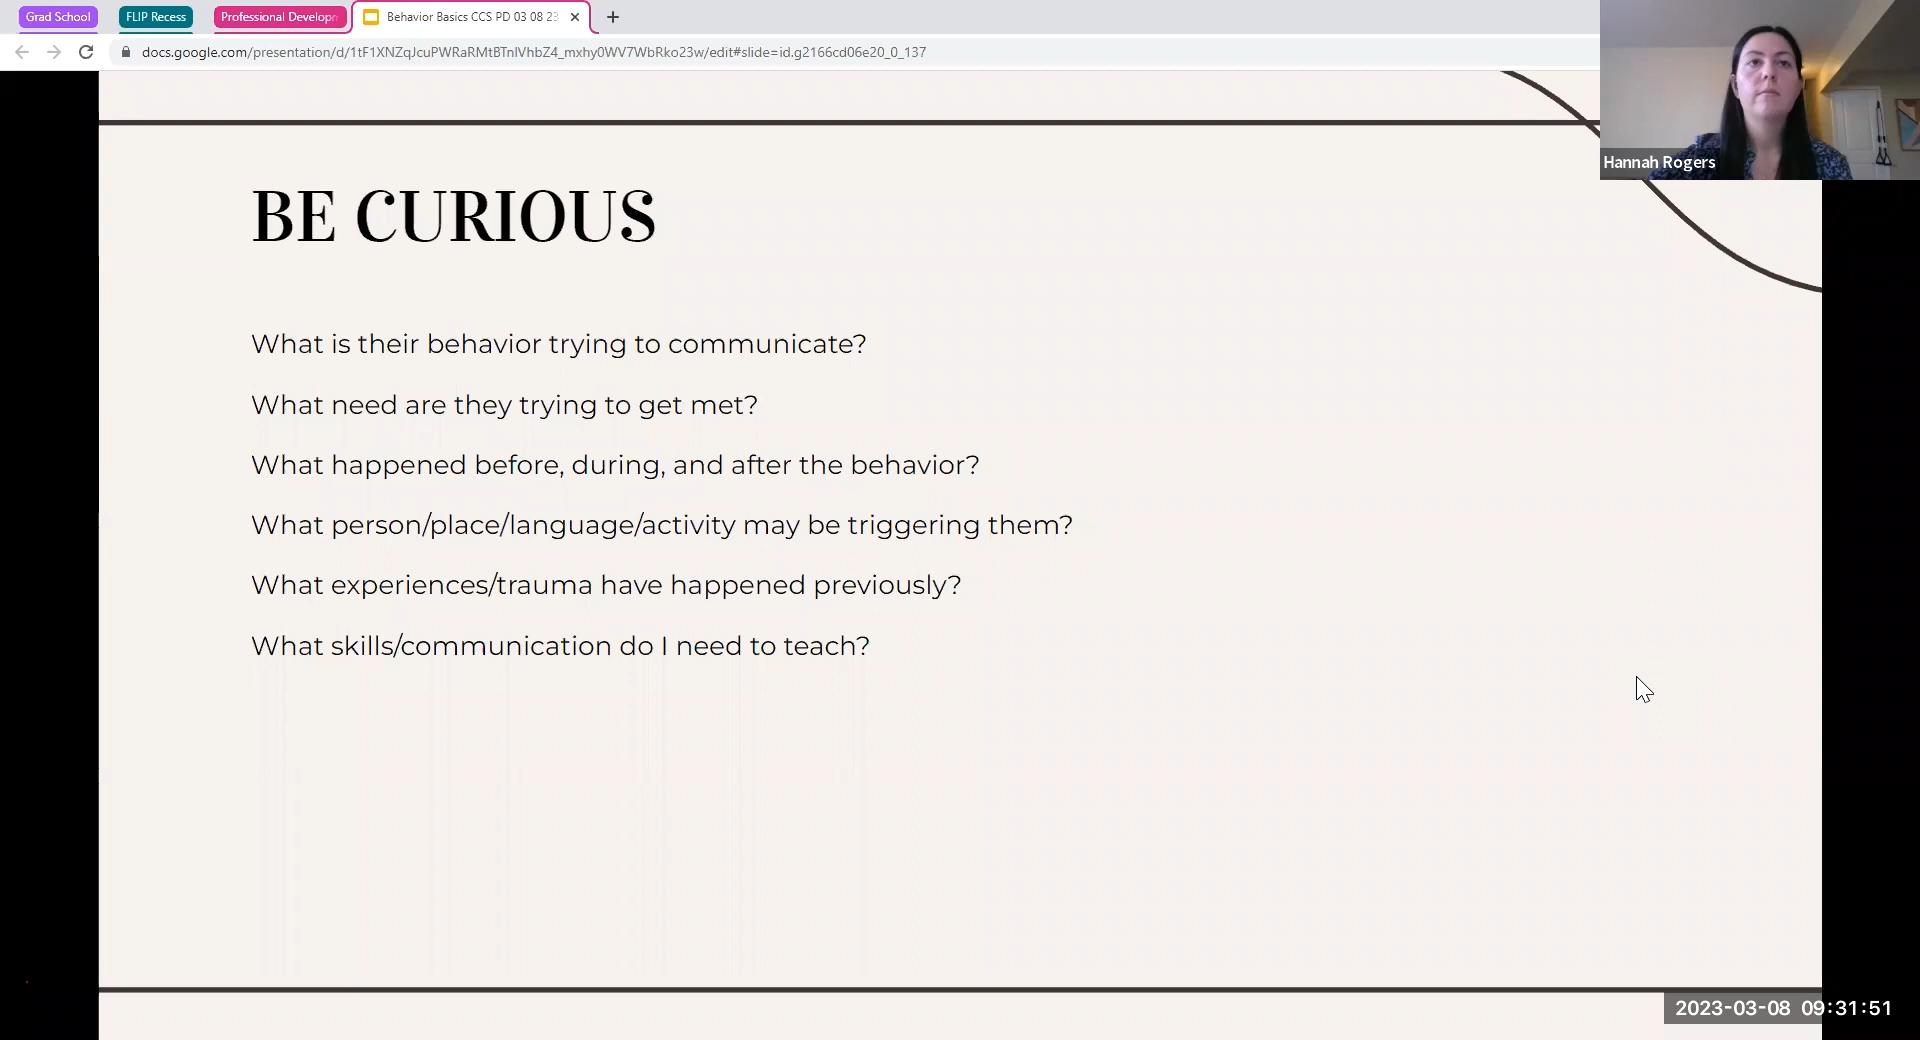 Grad School
FLIP Recess
Professional Develop
Behavior Basics CCS PD 03 08 23
docs.google.com/presentation/d/1tF1XNZqJcuPWRaRMtBTnlVhbZ4_mxhy0WV7WbRko23w/edit#slide=id.g2166cd06e20_0_137
Hannah Rogers
BE CURIOUS
What is their behavior trying to communicate?
What need are they trying to get met?
What happened before, during, and after the behavior?
What person/place/language/activity may be triggering them?
What experiences/trauma have happened previously?
What skills/communication do I need to teach?
2023-03-08 09:31:51